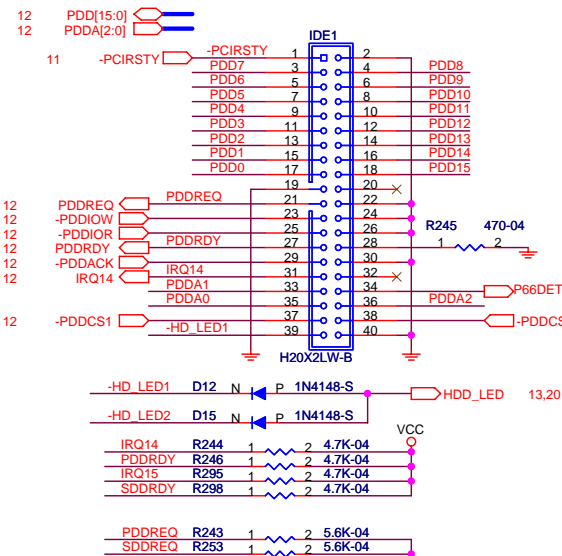 12 PDD[15:0]
12 PDDA[2:0]
IDE1
11 -PCIRSTY -PCIRSTY 1 2
PDD7 3 4 PDD8
PDD6 5 6 PDD9
PDD5 7 8 PDD10
PDD4 9 10 PDD11
PDD3 11 12 PDD12
PDD2 13 14 PDD13
PDD1 15 16 PDD14
PDD0 17 18 PDD15
19 20
12 PDDREQ PDDREQ 21 22
12 -PDDIOW 23 24
12 -PDDIOR 25 26
12 PDDRDY PDDRDY 27 28 R245 1 2 470-04
12 -PDDACK 29 30
12 IRQ14 IRQ14 31 32
PDDA1 33 34 P66DET
PDDA0 35 36 PDDA2
12 -PDDCS1 37 38 -PDDCS
-HD_LED1 39 40
H20X2LW-B
-HD_LED1 D12 N P 1N4148-S HDD_LED 13,20
-HD_LED2 D15 N P 1N4148-S
VCC
IRQ14 R244 1 2 4.7K-04
PDDRDY R246 1 2 4.7K-04
IRQ15 R295 1 2 4.7K-04
SDDRDY R298 1 2 4.7K-04
PDDREQ R243 1 2 5.6K-04
SDDREQ R253 1 2 5.6K-04